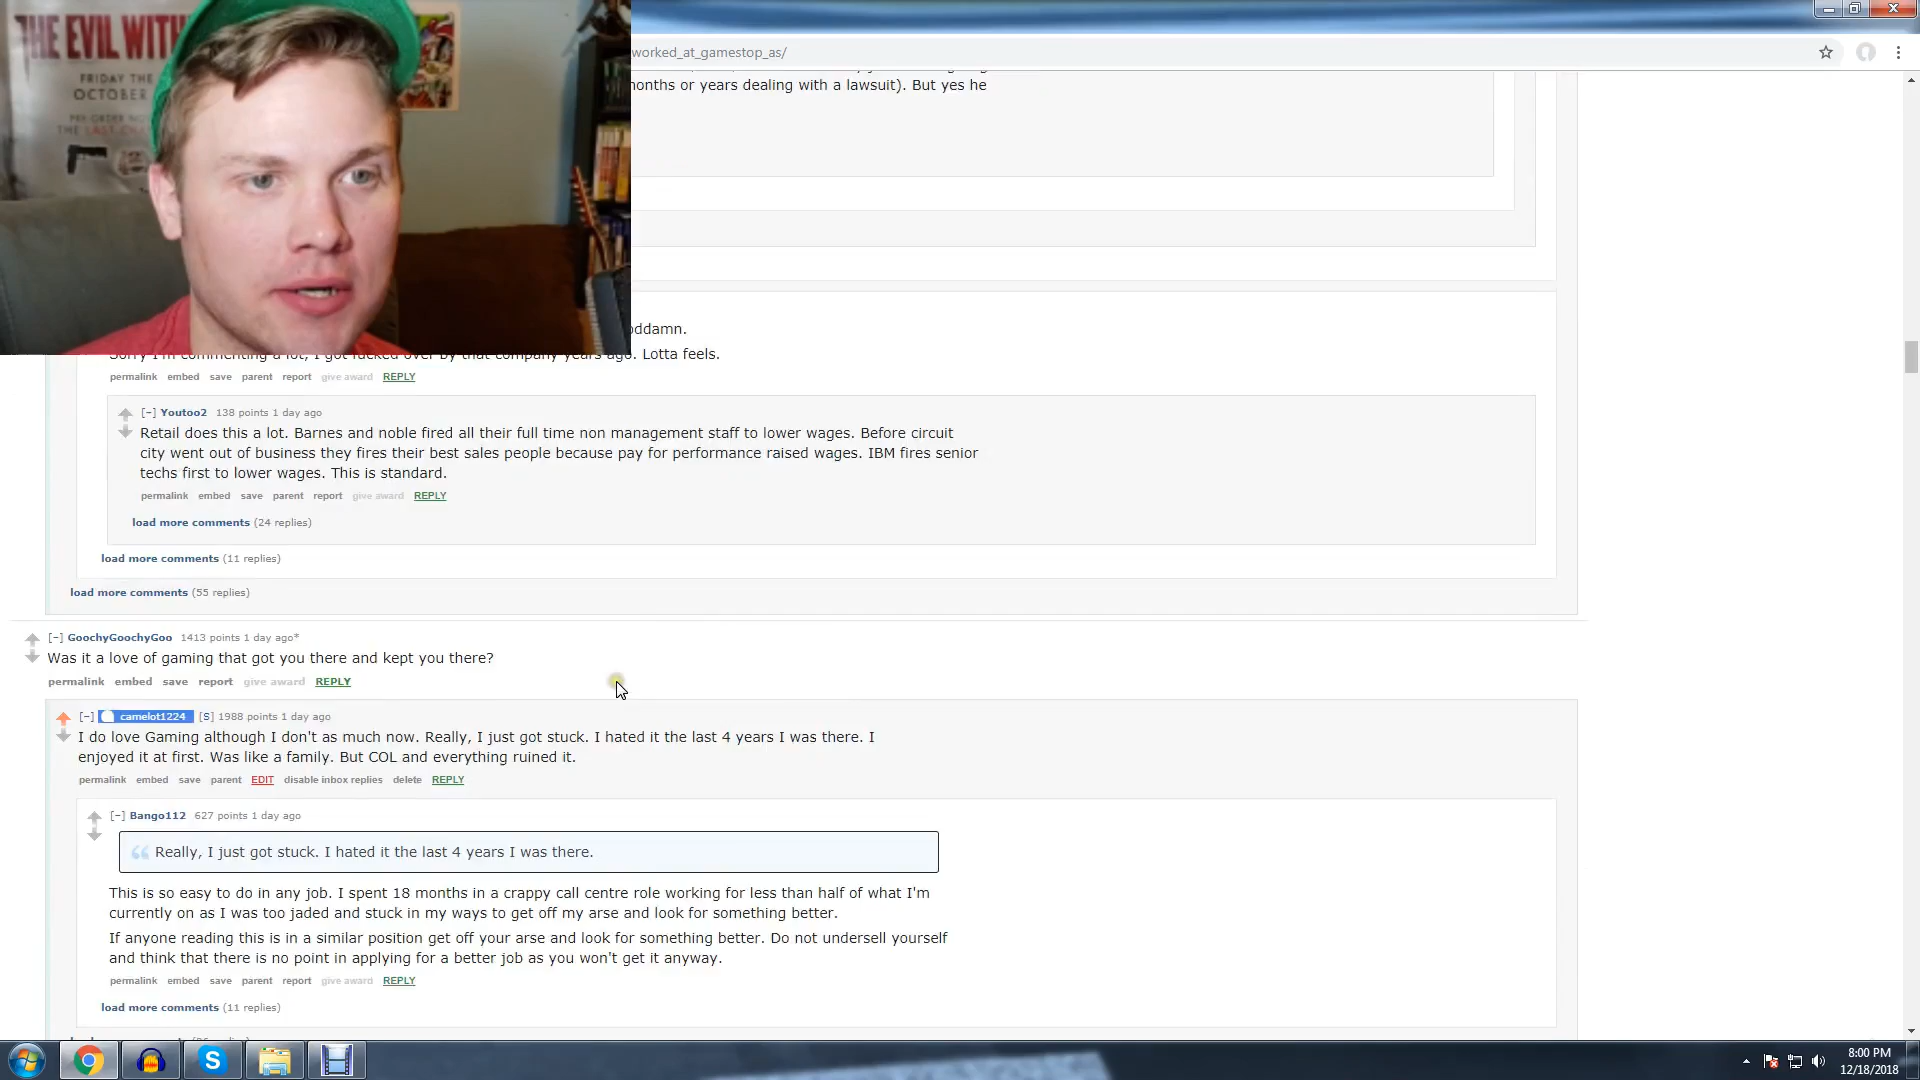 THE EVIL WITH
FRIDAY THE
OCTOBER
worked_at_gamestop_as/
months or years dealing with a lawsuit). But yes he
oddamn.
Sorry I'm commenting a lot, I got fucked over by that company years ago. Lotta feels.
permalink embed save parent report give award REPLY
[-] Youtoo2 138 points 1 day ago
Retail does this a lot. Barnes and noble fired all their full time non management staff to lower wages. Before circuit
city went out of business they fires their best sales people because pay for performance raised wages. IBM fires senior
techs first to lower wages. This is standard.
permalink embed save parent report give award REPLY
load more comments (24 replies)
load more comments (11 replies)
load more comments (55 replies)
[-] GoochyGoochyGoo 1413 points 1 day ago*
Was it a love of gaming that got you there and kept you there?
permalink embed save report give award REPLY
[-] camelot1224 [S] 1988 points 1 day ago
I do love Gaming although I don't as much now. Really, I just got stuck. I hated it the last 4 years I was there. I
enjoyed it at first. Was like a family. But COL and everything ruined it.
permalink embed save parent EDIT disable inbox replies delete REPLY
[-] Bango112 627 points 1 day ago
Really, I just got stuck. I hated it the last 4 years I was there.
This is so easy to do in any job. I spent 18 months in a crappy call centre role working for less than half of what I'm
currently on as I was too jaded and stuck in my ways to get off my arse and look for something better.
If anyone reading this is in a similar position get off your arse and look for something better. Do not undersell yourself
and think that there is no point in applying for a better job as you won't get it anyway.
permalink embed save parent report give award REPLY
load more comments (11 replies)
8:00 PM
12/18/2018